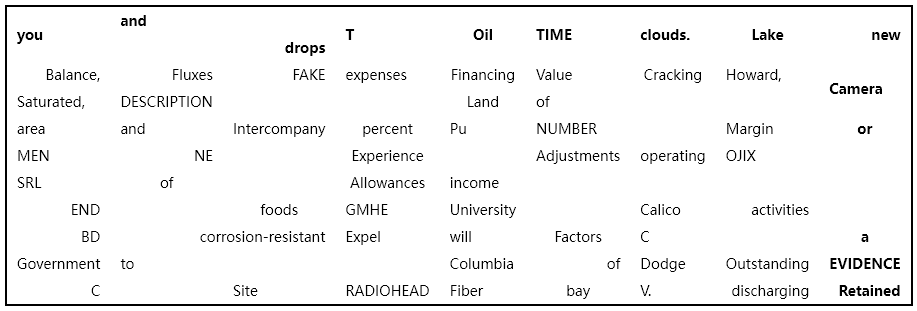 you and drops T Oil TIME clouds. Lake new
Balance, Fluxes FAKE expenses Financing Value Cracking Howard, Camera
Saturated, DESCRIPTION Land of
area and Intercompany percent Pu NUMBER Margin or
MEN NE Experience Adjustments operating OJIX
SRL of Allowances income
END foods GMHE University Calico activities
BD corrosion-resistant Expel will Factors C a
Government to Columbia of Dodge Outstanding EVIDENCE
C Site RADIOHEAD Fiber bay V. discharging Retained